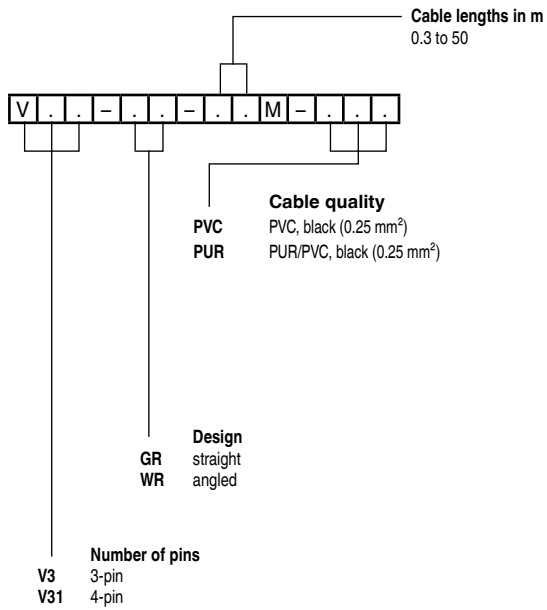 Cable lengths in m
0.3 to 50
V . . – . . – . . M – . . .
Cable quality
PVC PVC, black (0.25 mm²)
PUR PUR/PVC, black (0.25 mm²)
Design
GR straight
WR angled
Number of pins
V3 3-pin
V31 4-pin